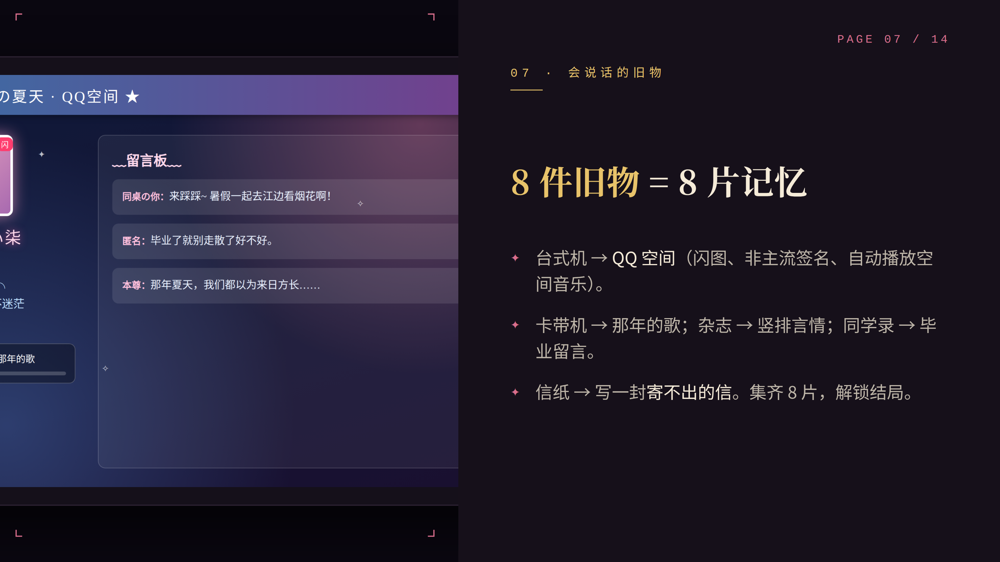 の夏天 · QQ空间 ★
闪
柒
迷茫
那年的歌
﹏留言板﹏
同桌の你：来踩踩~ 暑假一起去江边看烟花啊！
匿名：毕业了就别走散了好不好。
本尊：那年夏天，我们都以为来日方长……
PAGE 07 / 14
07 · 会说话的旧物
8 件旧物 = 8 片记忆
✦ 台式机 → QQ 空间（闪图、非主流签名、自动播放空
间音乐）。
✦ 卡带机 → 那年的歌；杂志 → 竖排言情；同学录 → 毕
业留言。
✦ 信纸 → 写一封寄不出的信。集齐 8 片，解锁结局。